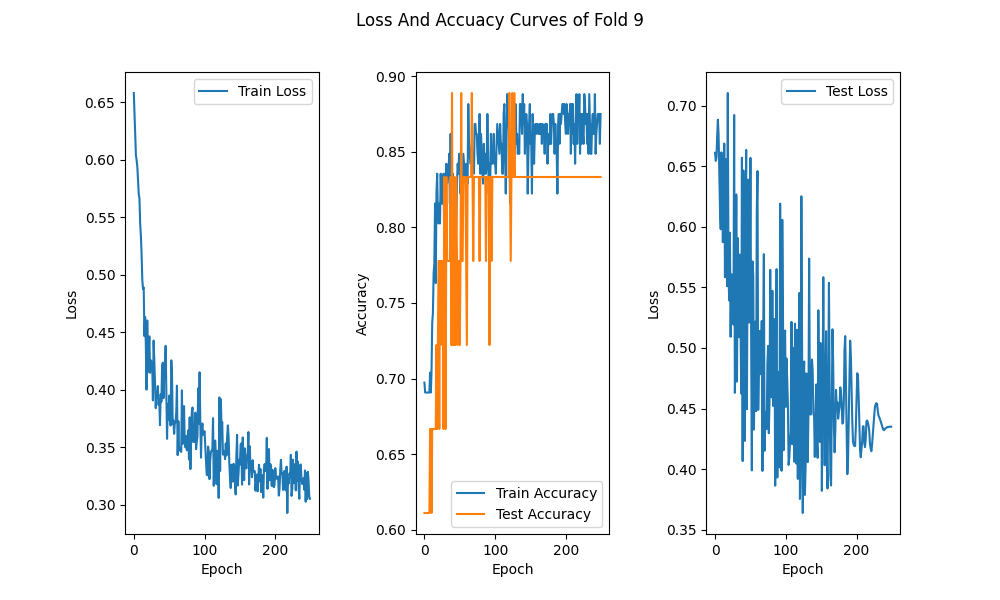 Loss And Accuacy Curves of Fold 9
Train Loss
0.65
0.60
0.55
0.50
0.45
0.40
0.35
0.30
Loss
0
100
200
Epoch
0.90
0.85
0.80
0.75
0.70
0.65
0.60
Accuracy
Train Accuracy
Test Accuracy
0
100
200
Epoch
Test Loss
0.70
0.65
0.60
0.55
0.50
0.45
0.40
0.35
Loss
0
100
200
Epoch